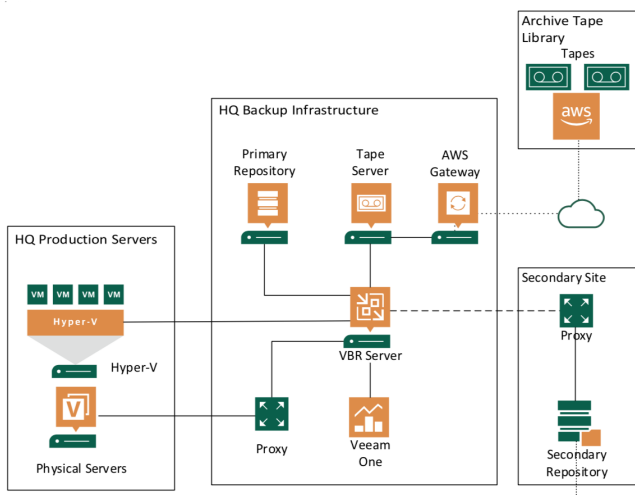 Archive Tape
Library
Tapes
aws
HQ Backup Infrastructure
Primary
Repository
Tape
Server
AWS
Gateway
HQ Production Servers
VM VM VM VM
Hyper-V
Hyper-V
V
Physical Servers
VBR Server
Proxy
Veeam
One
Secondary Site
Proxy
Secondary
Repository